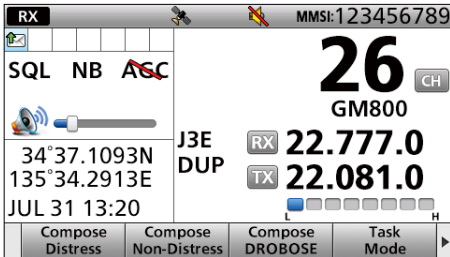 RX MMSI:123456789
SQL NB AGC
26 CH
GM800
34°37.1093N
135°34.2913E
JUL 31 13:20
J3E
DUP
RX 22.777.0
TX 22.081.0
L H
Compose Distress
Compose Non-Distress
Compose DROBOSE
Task Mode